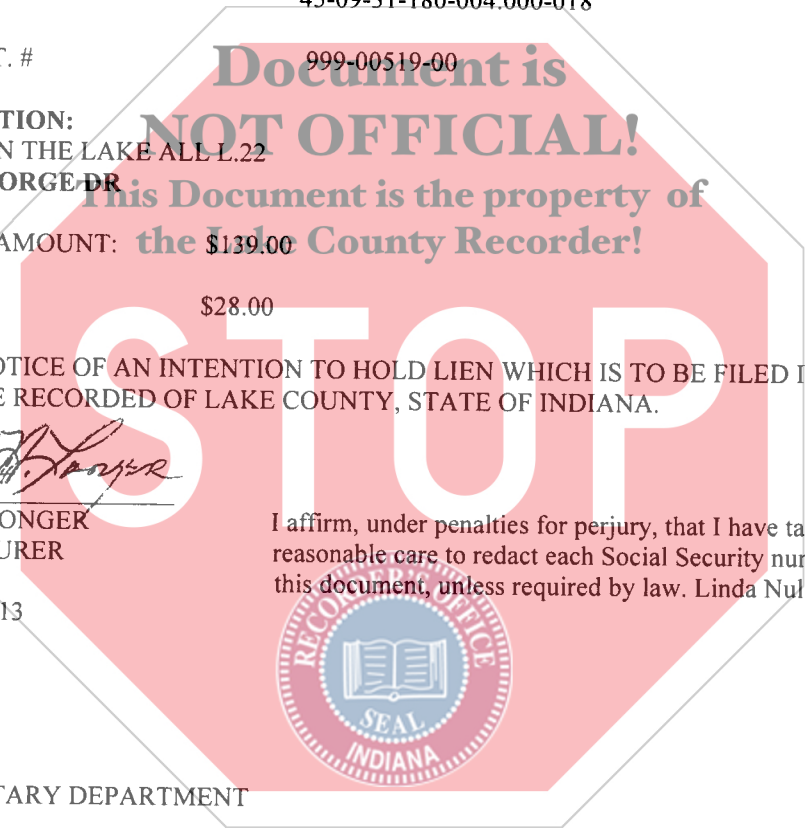 45-09-31-180-004.000-018
T. # 999-00519-00
Document is
TION:
NOT OFFICIAL!
N THE LAKE ALL L.22
ORGE DR
This Document is the property of
AMOUNT: $139.00
the Lake County Recorder!
$28.00
STOP
OTICE OF AN INTENTION TO HOLD LIEN WHICH IS TO BE FILED I
E RECORDED OF LAKE COUNTY, STATE OF INDIANA.
ONGER
URER
I affirm, under penalties for perjury, that I have ta
reasonable care to redact each Social Security nur
this document, unless required by law. Linda Nul
13
RECORDER'S OFFICE
SEAL
INDIANA
TARY DEPARTMENT